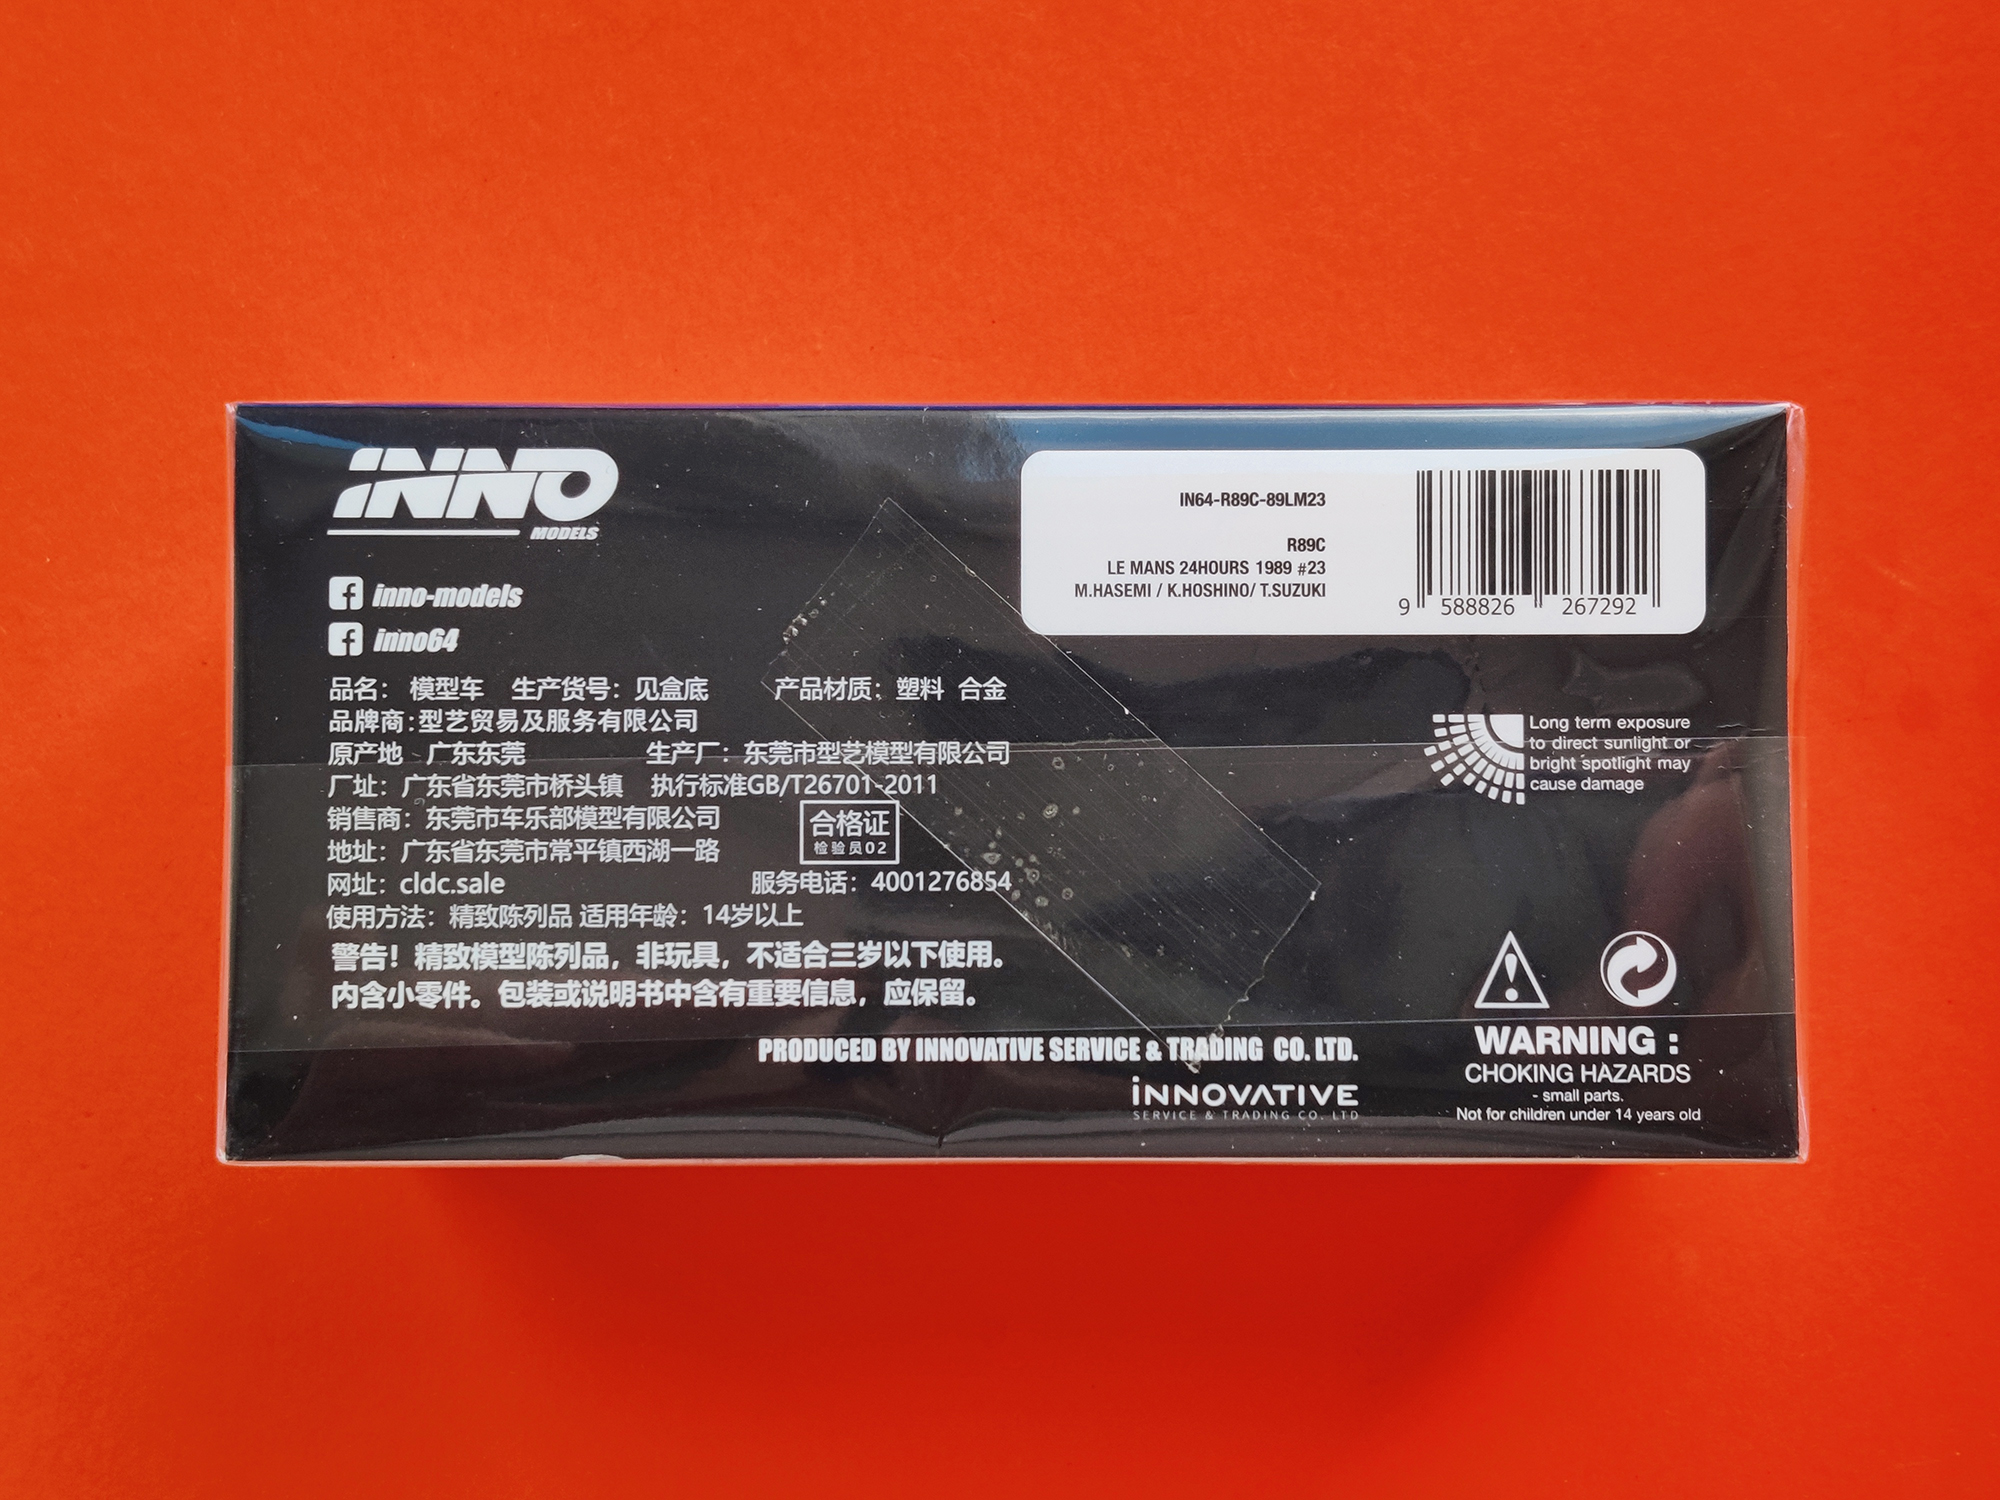 INNO
MODELS
inno-models
inno64
品名： 模型车 生产货号：见盒底 产品材质：塑料 合金
品牌商:型艺贸易及服务有限公司
原产地 广东东莞 生产厂：东莞市型艺模型有限公司
厂址：广东省东莞市桥头镇 执行标准GB/T26701-2011
销售商：东莞市车乐部模型有限公司
合格证
检验员02
地址：广东省东莞市常平镇西湖一路
网址：cldc.sale 服务电话：4001276854
使用方法：精致陈列品 适用年龄：14岁以上
警告！精致模型陈列品，非玩具，不适合三岁以下使用。
内含小零件。包装或说明书中含有重要信息，应保留。
IN64-R89C-89LM23
R89C
LE MANS 24HOURS 1989 #23
M.HASEMI / K.HOSHINO/ T.SUZUKI
9 588826 267292
Long term exposure
to direct sunlight or
bright spotlight may
cause damage
PRODUCED BY INNOVATIVE SERVICE & TRADING CO. LTD.
INNOVATIVE
SERVICE & TRADING CO. LTD
WARNING :
CHOKING HAZARDS
- small parts.
Not for children under 14 years old